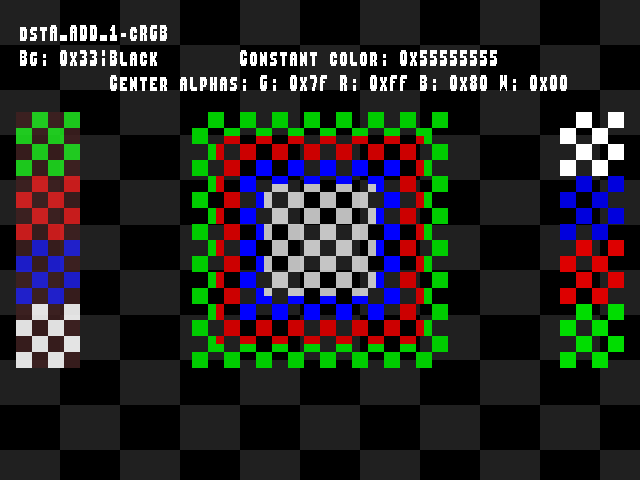 dstA_ADD_1-cRGB
Bg: 0x33|Black Constant color: 0x55555555
Center alphas: G: 0x7f R: 0xff B: 0x80 W: 0x00